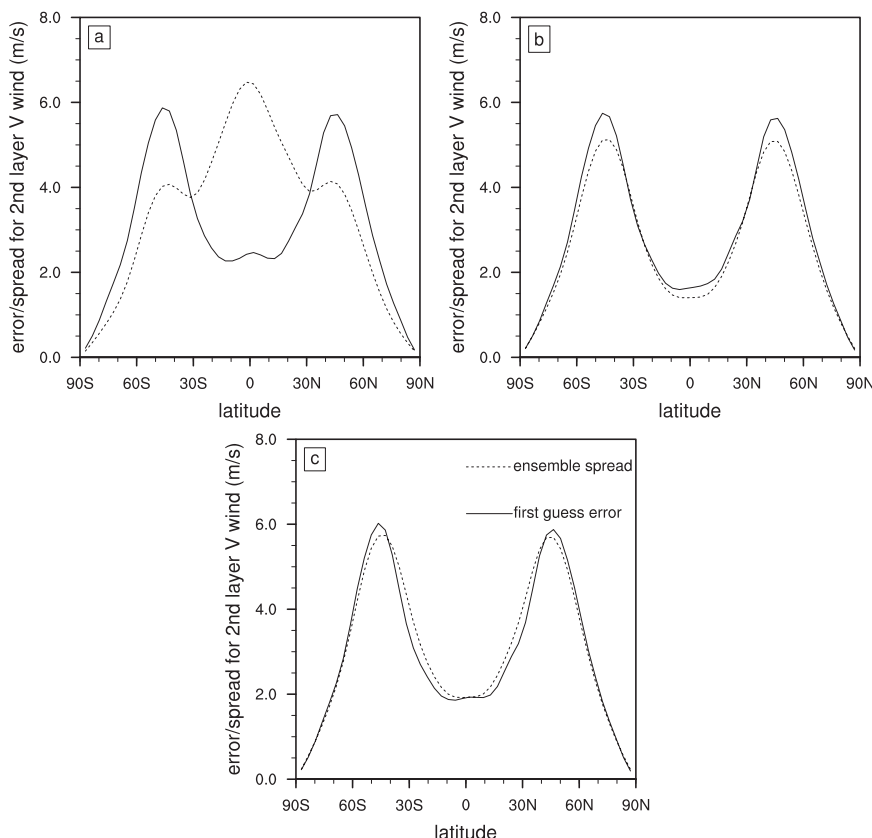 a
error/spread for 2nd layer V wind (m/s)
8.0
6.0
4.0
2.0
0.0
90S 60S 30S 0 30N 60N 90N
latitude
b
error/spread for 2nd layer V wind (m/s)
8.0
6.0
4.0
2.0
0.0
90S 60S 30S 0 30N 60N 90N
latitude
c
error/spread for 2nd layer V wind (m/s)
8.0
6.0
4.0
2.0
0.0
ensemble spread
first guess error
90S 60S 30S 0 30N 60N 90N
latitude